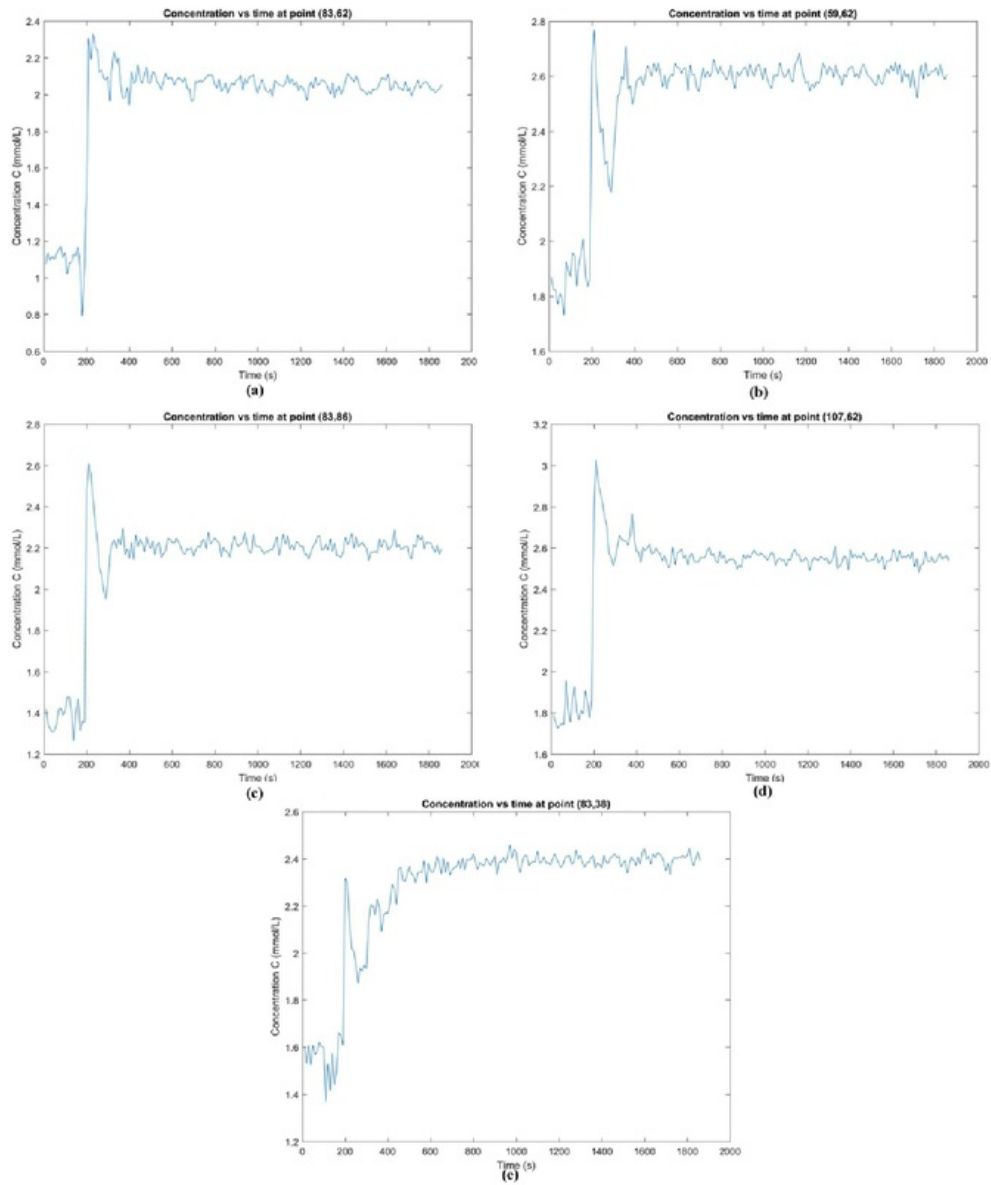 Concentration vs time at point (83,62)
2.4
2.2
2
1.8
1.6
1.4
1.2
1
0.8
0.6
Concentration C (mmol/L)
0 200 400 600 800 1000 1200 1400 1600 1800 200
Time (s)
(a)
Concentration vs time at point (59,62)
2.8
2.6
2.4
2.2
2
1.8
1.6
Concentration C (mmol/L)
0 200 400 600 800 1000 1200 1400 1600 1800 2000
Time (s)
(b)
Concentration vs time at point (83,86)
2.8
2.6
2.4
2.2
2
1.8
1.6
1.4
1.2
Concentration C (mmol/L)
0 200 400 600 800 1000 1200 1400 1600 1800 2000
Time (s)
(c)
Concentration vs time at point (107,62)
3.2
3
2.8
2.6
2.4
2.2
2
1.8
1.6
Concentration C (mmol/L)
0 200 400 600 800 1000 1200 1400 1600 1800 2000
Time (s)
(d)
Concentration vs time at point (83,38)
2.6
2.4
2.2
2
1.8
1.6
1.4
1.2
Concentration C (mmol/L)
0 200 400 600 800 1000 1200 1400 1600 1800 2000
Time (s)
(e)